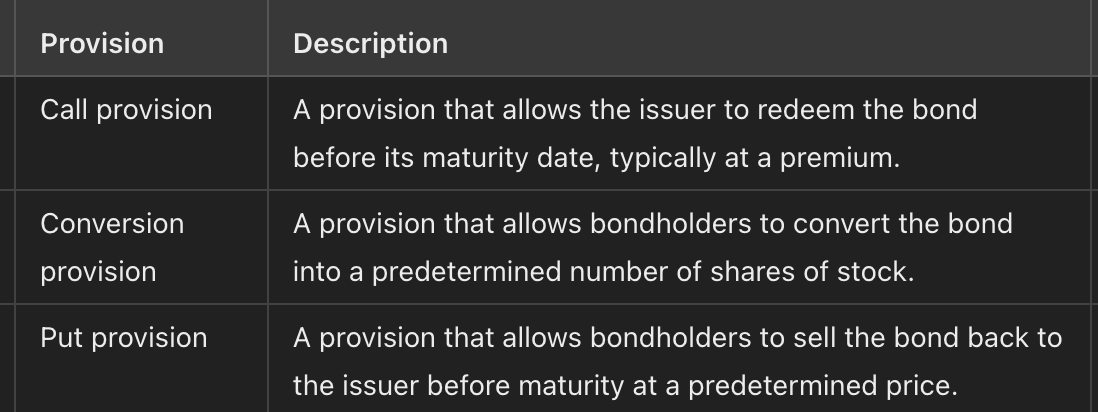 Provision Description
Call provision A provision that allows the issuer to redeem the bond
before its maturity date, typically at a premium.
Conversion A provision that allows bondholders to convert the bond
provision into a predetermined number of shares of stock.
Put provision A provision that allows bondholders to sell the bond back to
the issuer before maturity at a predetermined price.